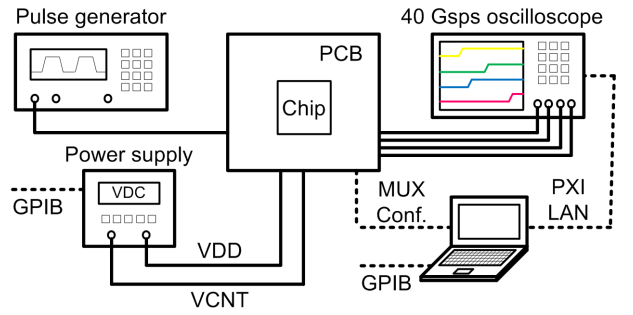 Pulse generator
40 Gsps oscilloscope
PCB
Chip
Power supply
VDC
GPIB
MUX
Conf.
PXI
LAN
VDD
GPIB
VCNT